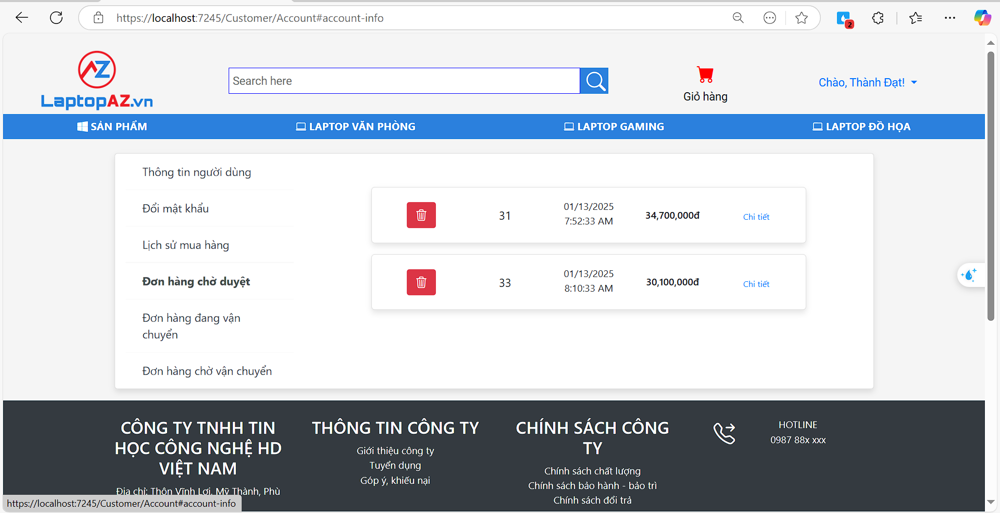 https://localhost:7245/Customer/Account#account-info
2
AZ
LaptopAZ.vn
Search here
Giỏ hàng
Chào, Thành Đạt!
SẢN PHẨM
LAPTOP VĂN PHÒNG
LAPTOP GAMING
LAPTOP ĐỒ HỌA
Thông tin người dùng
Đổi mật khẩu
Lịch sử mua hàng
Đơn hàng chờ duyệt
Đơn hàng đang vận
chuyển
Đơn hàng chờ vận chuyển
31
01/13/2025
7:52:33 AM
34,700,000đ
Chi tiết
33
01/13/2025
8:10:33 AM
30,100,000đ
Chi tiết
CÔNG TY TNHH TIN
HỌC CÔNG NGHỆ HD
VIỆT NAM
Địa chỉ: Thôn Vĩnh Lợi, Mỹ Thành, Phù
THÔNG TIN CÔNG TY
Giới thiệu công ty
Tuyển dụng
Góp ý, khiếu nại
CHÍNH SÁCH CÔNG
TY
Chính sách chất lượng
Chính sách bảo hành - bảo trì
Chính sách đổi trả
HOTLINE
0987 88x xxx
https://localhost:7245/Customer/Account#account-info